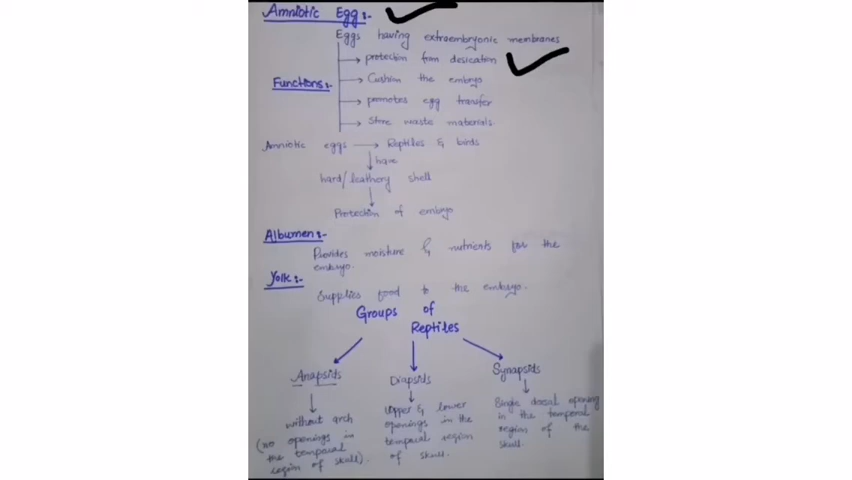 Amniotic Egg:-
Eggs having extraembryonic membranes
Functions:-
→ protection from desication
→ Cushion the embryo
→ promotes egg transfer
→ Store waste materials
Amniotic eggs → Reptiles & birds
↓ have
hard/leathery shell
↓
Protection of embryo
Albumen:-
Provides moisture & nutrients for the
embryo.
Yolk:-
Supplies food to the embryo.
Groups of
Reptiles
Anapsids
↓
without arch
(no openings in
the temporal
region of skull).
Diapsids
↓
Upper & lower
openings in the
temporal region
of skull.
Synapsids
↓
Single dorsal opening
in the temporal
region of the
skull.